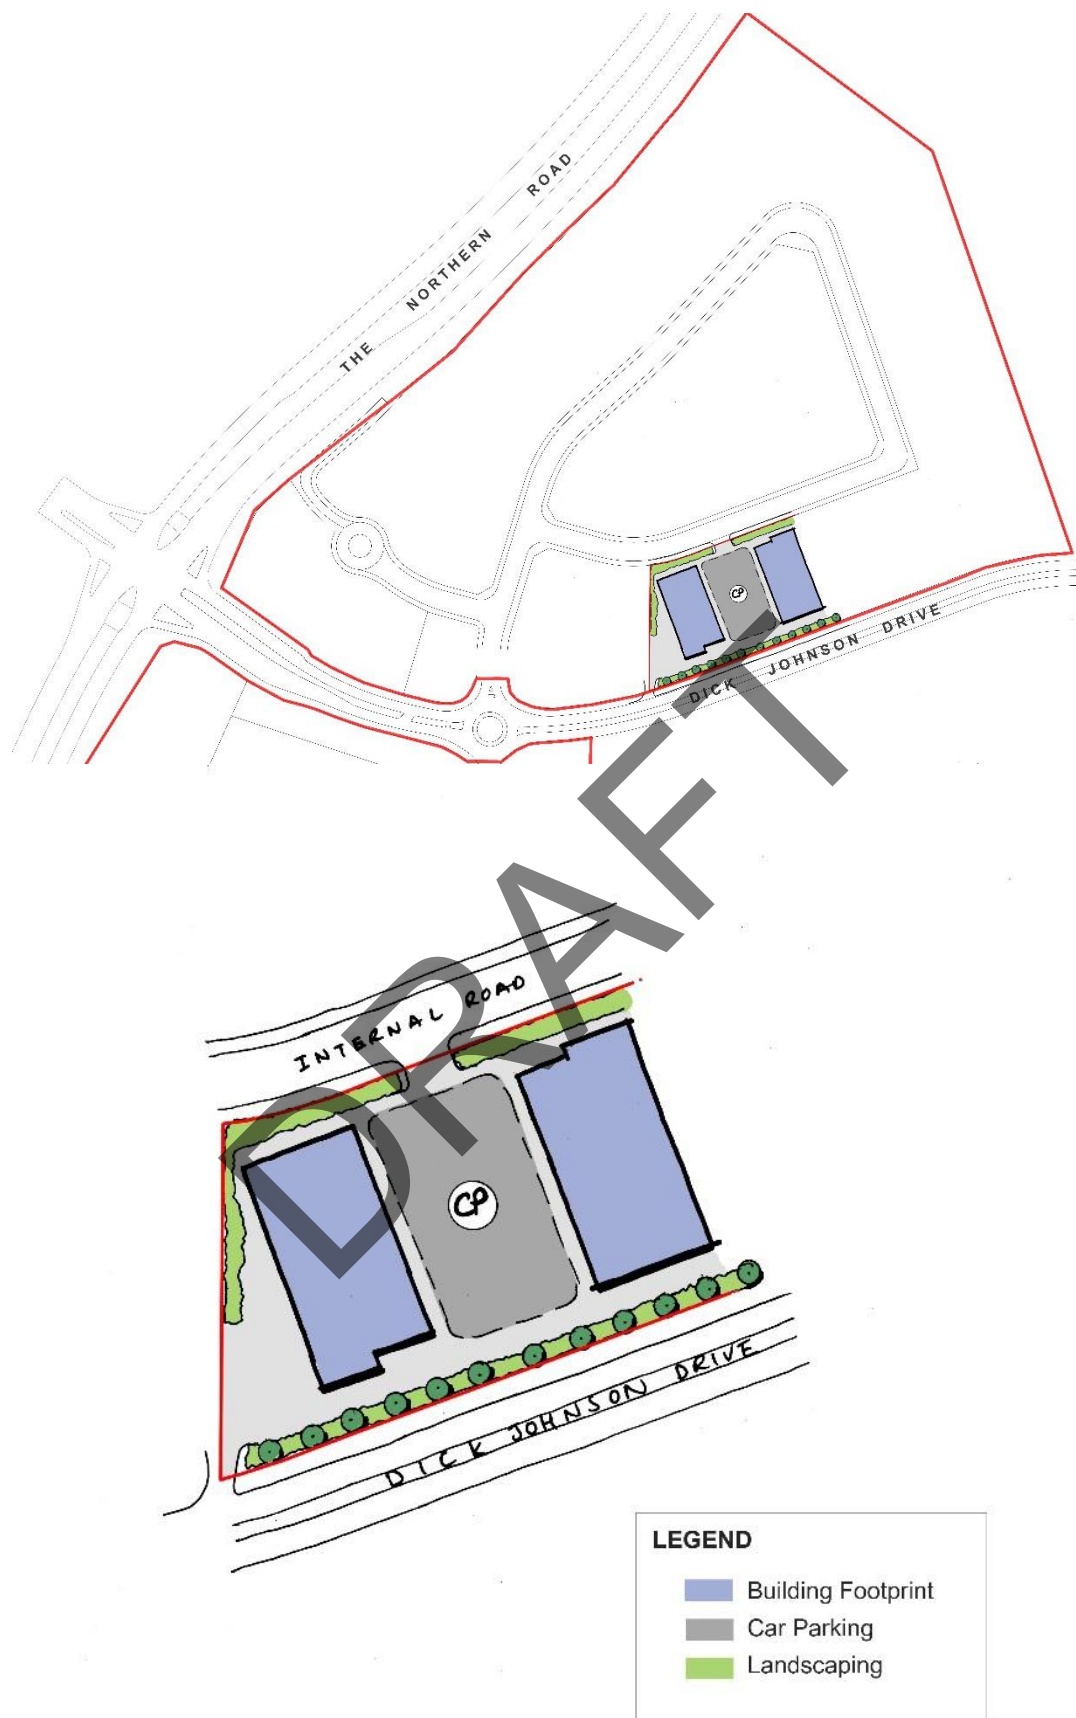 THE NORTHERN ROAD
CP
DICK JOHNSON DRIVE
DRAFT
INTERNAL ROAD
CP
DICK JOHNSON DRIVE
LEGEND
Building Footprint
Car Parking
Landscaping